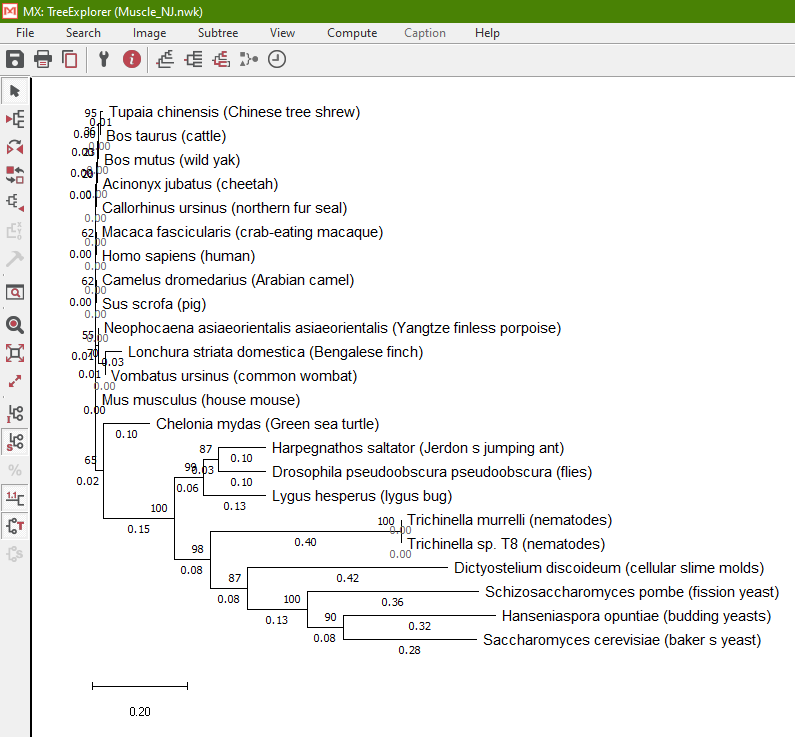 MX: TreeExplorer (Muscle_NJ.nwk)
File Search Image Subtree View Compute Caption Help
95 Tupaia chinensis (Chinese tree shrew)
0.01
0.00 Bos taurus (cattle)
0.00
Bos mutus (wild yak)
0.00
0.00
Acinonyx jubatus (cheetah)
0.00
Callorhinus ursinus (northern fur seal)
0.00
62 Macaca fascicularis (crab-eating macaque)
0.00 Homo sapiens (human)
0.00
62 Camelus dromedarius (Arabian camel)
0.00
0.00 Sus scrofa (pig)
0.00
Neophocaena asiaeorientalis asiaeorientalis (Yangtze finless porpoise)
55
0.00
Lonchura striata domestica (Bengalese finch)
0.01 0.03
0.01 Vombatus ursinus (common wombat)
0.00
Mus musculus (house mouse)
0.00
Chelonia mydas (Green sea turtle)
0.10
87 Harpegnathos saltator (Jerdon s jumping ant)
65 0.10
0.03
Drosophila pseudoobscura pseudoobscura (flies)
0.02 0.10
0.06
Lygus hesperus (lygus bug)
100 0.13
100 Trichinella murrelli (nematodes)
0.15 0.00
0.40
98 Trichinella sp. T8 (nematodes)
0.00
0.08 Dictyostelium discoideum (cellular slime molds)
87 0.42
Schizosaccharomyces pombe (fission yeast)
0.08 100 0.36
0.13 90 Hanseniaspora opuntiae (budding yeasts)
0.32
0.08 Saccharomyces cerevisiae (baker s yeast)
0.28
0.20